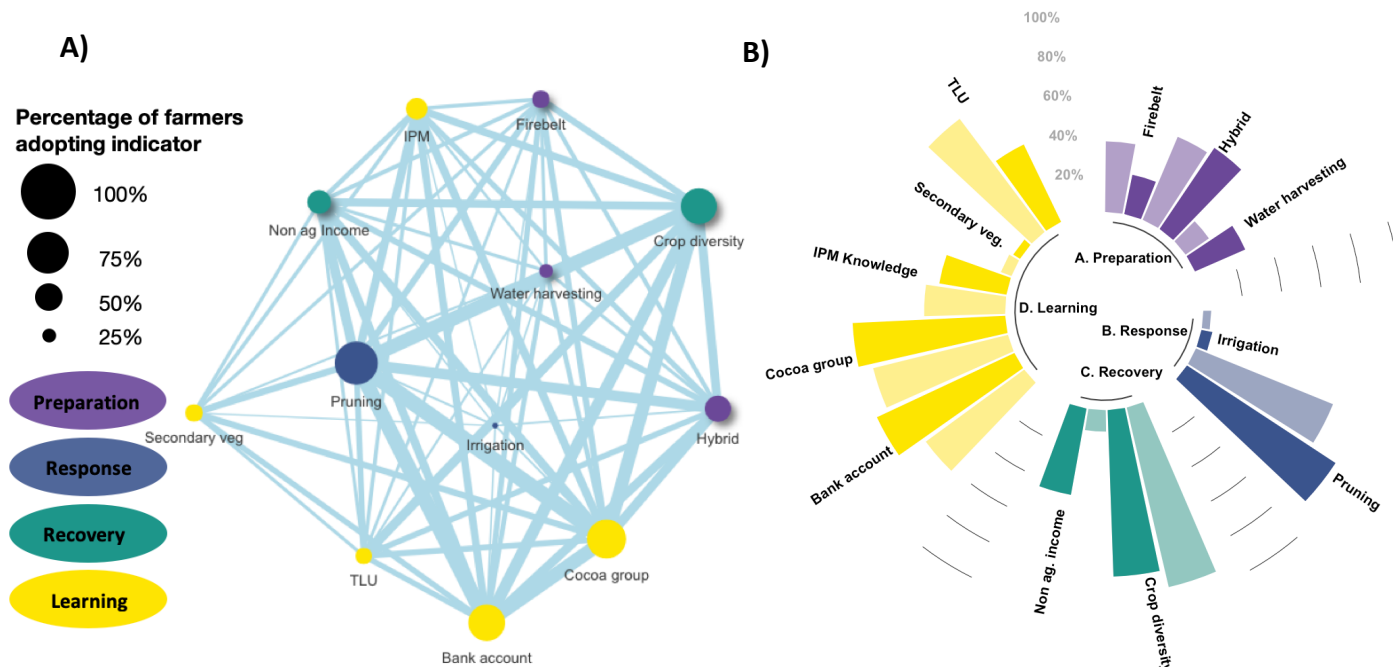 A)
Percentage of farmers
adopting indicator
100%
75%
50%
25%
Preparation
Response
Recovery
Learning
IPM
Firebelt
Non ag Income
Crop diversity
Water harvesting
Pruning
Secondary veg
Irrigation
Hybrid
TLU
Cocoa group
Bank account
B)
100%
80%
60%
40%
20%
TLU
Firebelt
Hybrid
Water harvesting
Secondary veg.
IPM Knowledge
A. Preparation
D. Learning
B. Response
Irrigation
C. Recovery
Cocoa group
Bank account
Pruning
Non ag. income
Crop diversity